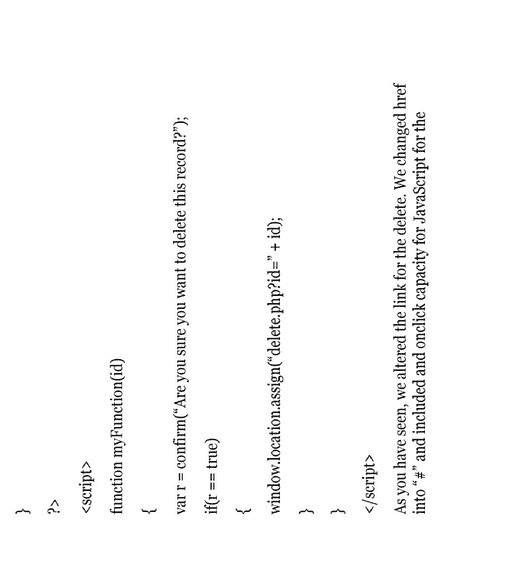 }
?>
<script>
function myFunction(id)
{
var r = confirm(“Are you sure you want to delete this record?”);
if(r == true)
{
window.location.assign(“delete.php?id=” + id);
}
}
</script>
As you have seen, we altered the link for the delete. We changed href
into “#” and included and onclick capacity for JavaScript for the